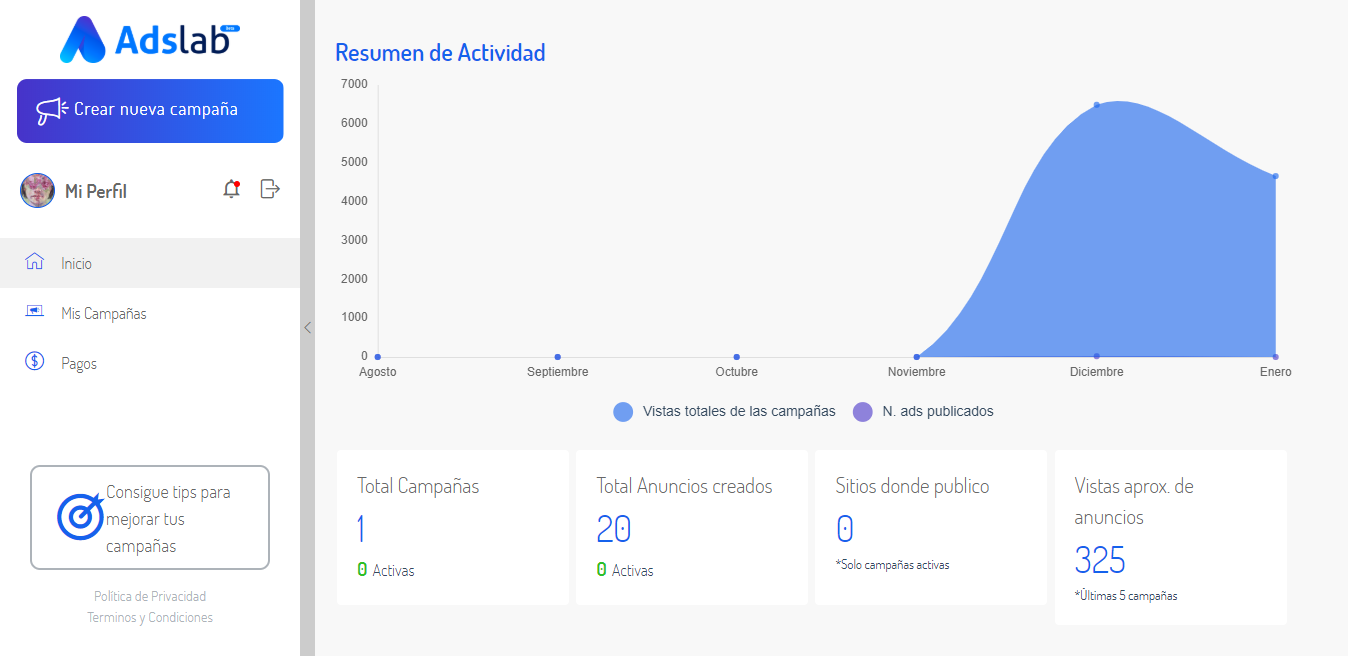 Adslab
Beta
Crear nueva campaña
Mi Perfil
Inicio
Mis Campañas
Pagos
Consigue tips para
mejorar tus
campañas
Política de Privacidad
Terminos y Condiciones
Resumen de Actividad
7000
6000
5000
4000
3000
2000
1000
0
Agosto Septiembre Octubre Noviembre Diciembre Enero
Vistas totales de las campañas N. ads publicados
Total Campañas
1
0 Activas
Total Anuncios creados
20
0 Activas
Sitios donde publico
0
*Solo campañas activas
Vistas aprox. de
anuncios
325
*Últimas 5 campañas